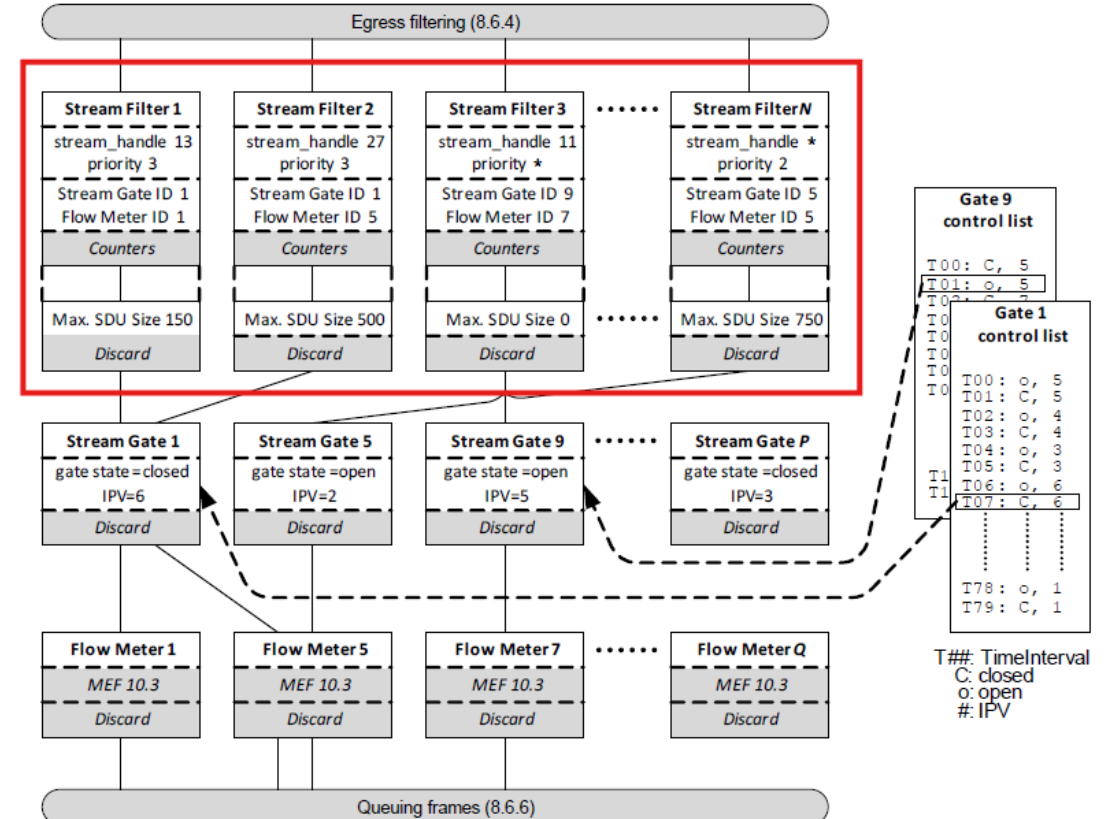 Egress filtering (8.6.4)
Stream Filter 1
stream_handle 13
priority 3
Stream Gate ID 1
Flow Meter ID 1
Counters
Max. SDU Size 150
Discard
Stream Filter 2
stream_handle 27
priority 3
Stream Gate ID 1
Flow Meter ID 5
Counters
Max. SDU Size 500
Discard
Stream Filter 3
stream_handle 11
priority *
Stream Gate ID 9
Flow Meter ID 7
Counters
Max. SDU Size 0
Discard
Stream Filter N
stream_handle *
priority 2
Stream Gate ID 5
Flow Meter ID 5
Counters
Max. SDU Size 750
Discard
Stream Gate 1
gate state =closed
IPV=6
Discard
Stream Gate 5
gate state =open
IPV=2
Discard
Stream Gate 9
gate state =open
IPV=5
Discard
Stream Gate P
gate state =closed
IPV=3
Discard
Flow Meter 1
MEF 10.3
Discard
Flow Meter 5
MEF 10.3
Discard
Flow Meter 7
MEF 10.3
Discard
Flow Meter Q
MEF 10.3
Discard
Queuing frames (8.6.6)
Gate 9
control list
T00: C, 5
T01: o, 5
T0
T0
T0
T0
T0
T1
T1
Gate 1
control list
T00: o, 5
T01: C, 5
T02: o, 4
T03: C, 4
T04: o, 3
T05: C, 3
T06: o, 6
T07: C, 6
T78: o, 1
T79: C, 1
T##: TimeInterval
C: closed
o: open
#: IPV